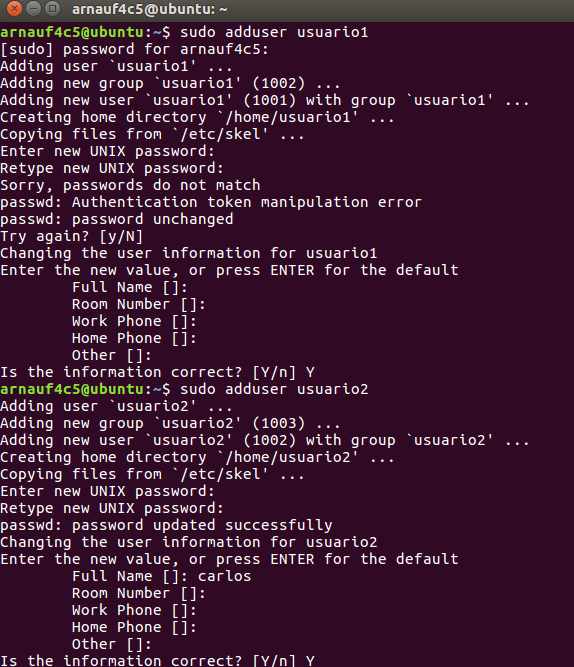 arnauf4c5@ubuntu: ~
arnauf4c5@ubuntu:~$ sudo adduser usuario1
[sudo] password for arnauf4c5:
Adding user `usuario1' ...
Adding new group `usuario1' (1002) ...
Adding new user `usuario1' (1001) with group `usuario1' ...
Creating home directory `/home/usuario1' ...
Copying files from `/etc/skel' ...
Enter new UNIX password:
Retype new UNIX password:
Sorry, passwords do not match
passwd: Authentication token manipulation error
passwd: password unchanged
Try again? [y/N]
Changing the user information for usuario1
Enter the new value, or press ENTER for the default
Full Name []:
Room Number []:
Work Phone []:
Home Phone []:
Other []:
Is the information correct? [Y/n] Y
arnauf4c5@ubuntu:~$ sudo adduser usuario2
Adding user `usuario2' ...
Adding new group `usuario2' (1003) ...
Adding new user `usuario2' (1002) with group `usuario2' ...
Creating home directory `/home/usuario2' ...
Copying files from `/etc/skel' ...
Enter new UNIX password:
Retype new UNIX password:
passwd: password updated successfully
Changing the user information for usuario2
Enter the new value, or press ENTER for the default
Full Name []: carlos
Room Number []:
Work Phone []:
Home Phone []:
Other []:
Is the information correct? [Y/n] Y